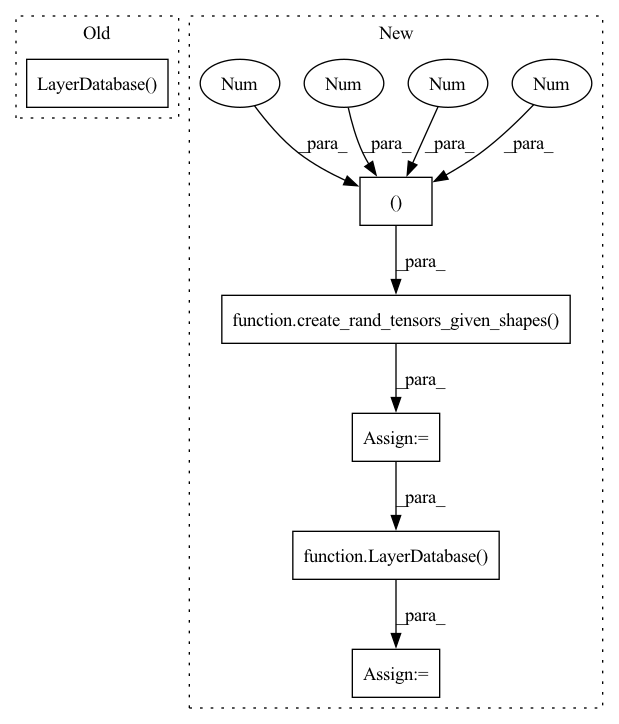 Old
New
LayerDatabase()
Num
Num
Num
Num
_para_
_para_
_para_
_para_
()
_para_
function.create_rand_tensors_given_shapes()
_para_
Assign:=
_para_
function.LayerDatabase()
_para_
Assign:=